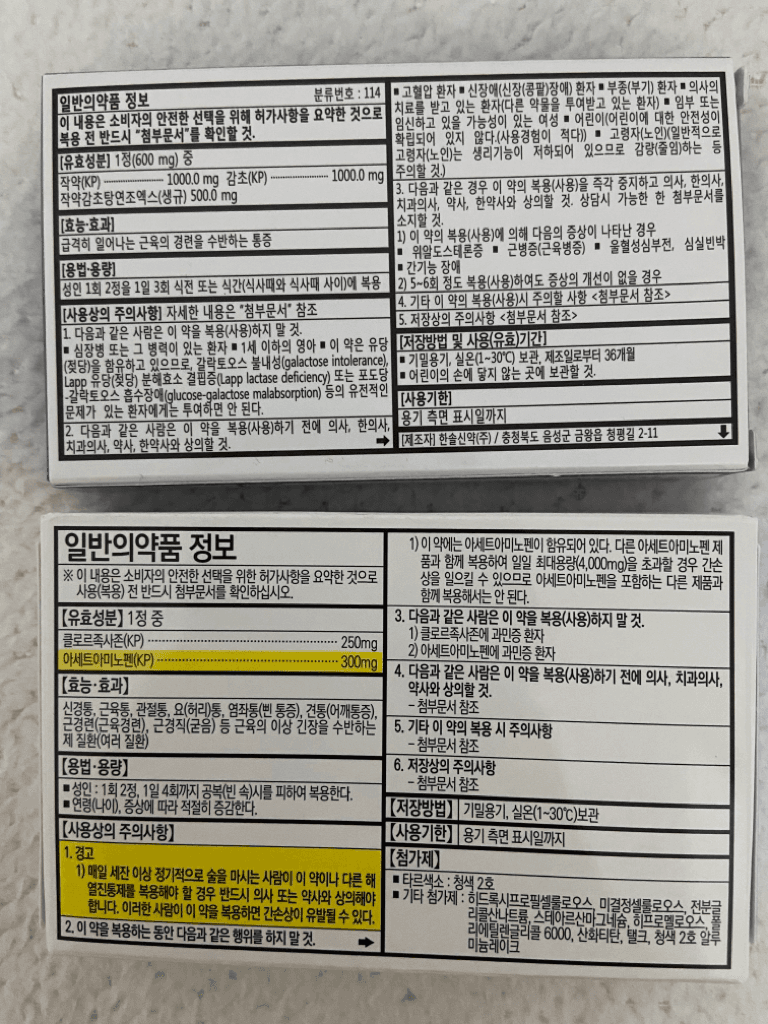 일반의약품 정보 분류번호 : 114
이 내용은 소비자의 안전한 선택을 위해 허가사항을 요약한 것으로
복용 전 반드시 "첨부문서"를 확인할 것.
[유효성분] 1정(600 mg) 중
작약(KP) ---------- 1000.0 mg 감초(KP) ---------- 1000.0 mg
작약감초탕연조엑스(생규) 500.0 mg
[효능·효과]
급격히 일어나는 근육의 경련을 수반하는 통증
[용법·용량]
성인 1회 2정을 1일 3회 식전 또는 식간(식사때와 식사때 사이)에 복용
[사용상의 주의사항] 자세한 내용은 "첨부문서" 참조
1. 다음과 같은 사람은 이 약을 복용(사용)하지 말 것.
■ 심장병 또는 그 병력이 있는 환자 ■ 1세 이하의 영아 ■ 이 약은 유당
(젖당)을 함유하고 있으므로, 갈락토오스 불내성(galactose intolerance),
Lapp 유당(젖당) 분해효소 결핍증(Lapp lactase deficiency) 또는 포도당
-갈락토오스 흡수장애(glucose-galactose malabsorption) 등의 유전적인
문제가 있는 환자에게는 투여하면 안 된다.
2. 다음과 같은 사람은 이 약을 복용(사용)하기 전에 의사, 한의사,
치과의사, 약사, 한약사와 상의할 것. ➡
■ 고혈압 환자 ■ 신장애(신장(콩팥)장애) 환자 ■ 부종(부기) 환자 ■ 의사의
치료를 받고 있는 환자(다른 약물을 투여받고 있는 환자) ■ 임부 또는
임신하고 있을 가능성이 있는 여성 ■ 어린이(어린이에 대한 안전성이
확립되어 있지 않다.(사용경험이 적다)) ■ 고령자(노인)(일반적으로
고령자(노인)는 생리기능이 저하되어 있으므로 감량(줄임)하는 등
주의할 것.)
3. 다음과 같은 경우 이 약의 복용(사용)을 즉각 중지하고 의사, 한의사,
치과의사, 약사, 한약사와 상의할 것. 상담시 가능한 한 첨부문서를
소지할 것.
1) 이 약의 복용(사용)에 의해 다음의 증상이 나타난 경우
■ 위알도스테론증 ■ 근병증(근육병증) ■ 울혈성심부전, 심실빈박
■ 간기능 장애
2) 5~6회 정도 복용(사용)하여도 증상의 개선이 없을 경우
4. 기타 이 약의 복용(사용)시 주의할 사항 <첨부문서 참조>
5. 저장상의 주의사항 <첨부문서 참조>
[저장방법 및 사용(유효)기간]
■ 기밀용기, 실온(1~30℃) 보관, 제조일로부터 36개월
■ 어린이의 손에 닿지 않는 곳에 보관할 것.
[사용기한]
용기 측면 표시일까지
[제조자] 한솔신약(주) / 충청북도 음성군 금왕읍 청평길 2-11 ⬇
일반의약품 정보
※ 이 내용은 소비자의 안전한 선택을 위한 허가사항을 요약한 것으로
사용(복용) 전 반드시 첨부문서를 확인하십시오.
【유효성분】 1정 중
클로르족사존(KP) ---------- 250mg
아세트아미노펜(KP) ---------- 300mg
【효능·효과】
신경통, 근육통, 관절통, 요(허리)통, 염좌통(삔 통증), 견통(어깨통증),
근경련(근육경련), 근경직(굳음) 등 근육의 이상 긴장을 수반하는
제 질환(여러 질환)
【용법·용량】
■ 성인 : 1회 2정, 1일 4회까지 공복(빈 속)시를 피하여 복용한다.
■ 연령(나이), 증상에 따라 적절히 증감한다.
【사용상의 주의사항】
1. 경고
1) 매일 세잔 이상 정기적으로 술을 마시는 사람이 이 약이나 다른 해
열진통제를 복용해야 할 경우 반드시 의사 또는 약사와 상의해야
합니다. 이러한 사람이 이 약을 복용하면 간손상이 유발될 수 있다.
2. 이 약을 복용하는 동안 다음과 같은 행위를 하지 말 것. ➡
1) 이 약에는 아세트아미노펜이 함유되어 있다. 다른 아세트아미노펜 제
품과 함께 복용하여 일일 최대용량(4,000mg)을 초과할 경우 간손
상을 일으킬 수 있으므로 아세트아미노펜을 포함하는 다른 제품과
함께 복용해서는 안 된다.
3. 다음과 같은 사람은 이 약을 복용(사용)하지 말 것.
1) 클로르족사존에 과민증 환자
2) 아세트아미노펜에 과민증 환자
4. 다음과 같은 사람은 이 약을 복용(사용)하기 전에 의사, 치과의사,
약사와 상의할 것.
- 첨부문서 참조
5. 기타 이 약의 복용 시 주의사항
- 첨부문서 참조
6. 저장상의 주의사항
- 첨부문서 참조
【저장방법】 기밀용기, 실온(1~30℃)보관
【사용기한】 용기 측면 표시일까지
【첨가제】
■ 타르색소 : 청색 2호
■ 기타 첨가제 : 히드록시프로필셀룰로오스, 미결정셀룰로오스, 전분글
리콜산나트륨, 스테아르산마그네슘, 히프로멜로오스, 폴
리에틸렌글리콜 6000, 산화티탄, 탤크, 청색 2호 알루
미늄레이크